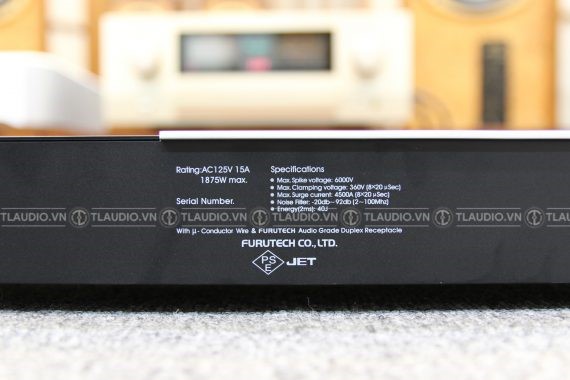 Rating:AC125V 15A
1875W max.
Serial Number.
Specifications
● Max. Spike voltage: 6000V
● Max. Clamping voltage: 360V (8×20 µSec)
● Max. Surge current: 4500A (8×20 µSec)
● Noise Filter: -20db~92db (2~100Mhz)
● Energy(2ms): 40J
TLAUDIO.VN TLAUDIO.VN TLAUDIO.VN TLAUDIO.VN TLAUDIO.VN TLAUDIO.VN
With µ- Conductor Wire & FURUTECH Audio Grade Duplex Receptacle
FURUTECH CO., LTD.
PS
E
JET